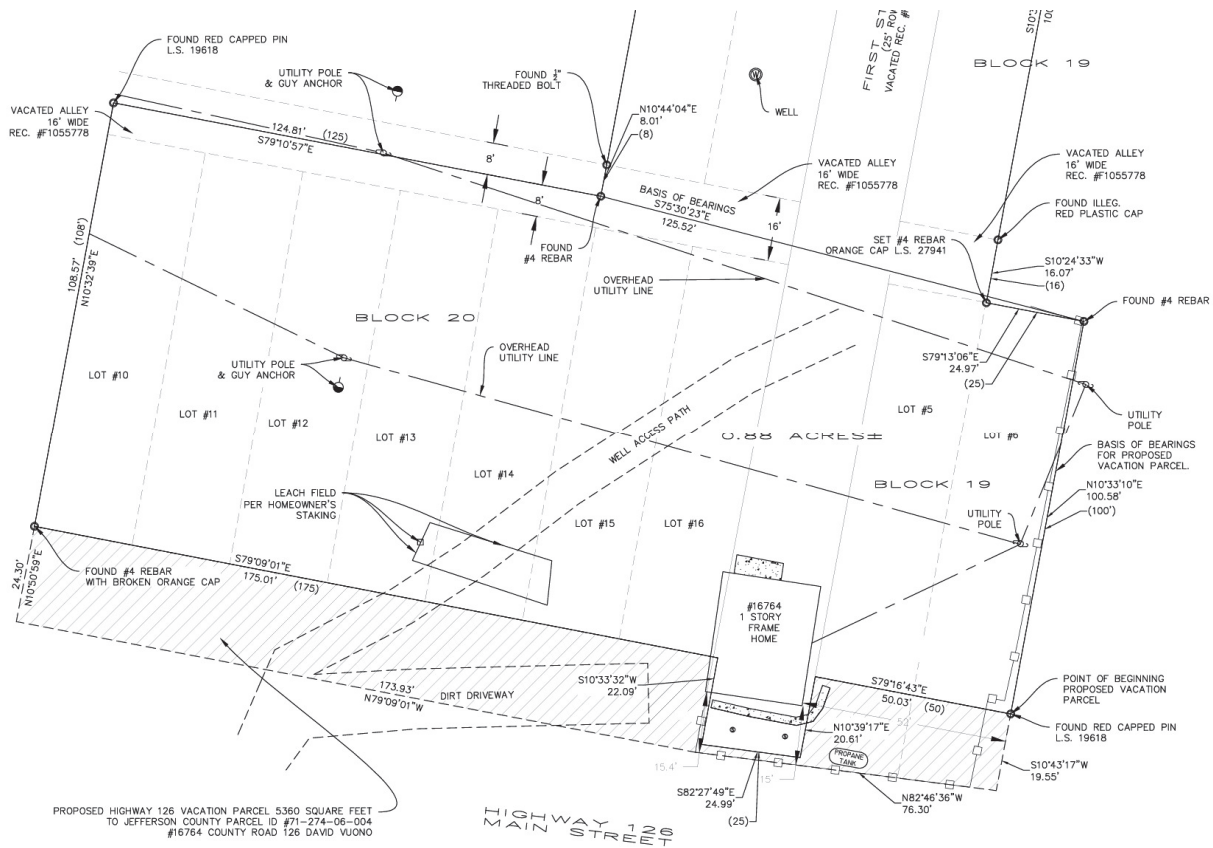 FOUND RED CAPPED PIN
L.S. 19618
UTILITY POLE
& GUY ANCHOR
FOUND ½"
THREADED BOLT
WELL
W
FIRST ST
(25' ROW
VACATED REC. #F
BLOCK 19
S10°
100
VACATED ALLEY
16' WIDE
REC. #F1055778
124.81' (125)
S79°10'57"E
8'
8'
N10°44'04"E
8.01'
(8)
VACATED ALLEY
16' WIDE
REC. #F1055778
VACATED ALLEY
16' WIDE
REC. #F1055778
BASIS OF BEARINGS
S75°30'23"E
125.52'
16'
FOUND ILLEG.
RED PLASTIC CAP
FOUND
#4 REBAR
SET #4 REBAR
ORANGE CAP L.S. 27941
S10°24'33"W
16.07'
(16)
OVERHEAD
UTILITY LINE
FOUND #4 REBAR
108.57' (108')
N10°32'39"E
BLOCK 20
OVERHEAD
UTILITY LINE
UTILITY POLE
& GUY ANCHOR
S79°13'06"E
24.97'
(25)
LOT #10
LOT #11
LOT #12
LOT #13
LOT #14
LOT #15
LOT #16
LOT #5
LOT #6
WELL ACCESS PATH
0.88 ACRES±
UTILITY
POLE
BASIS OF BEARINGS
FOR PROPOSED
VACATION PARCEL.
BLOCK 19
N10°33'10"E
100.58'
(100')
LEACH FIELD
PER HOMEOWNER'S
STAKING
UTILITY
POLE
24.30'
N10°50'59"E
FOUND #4 REBAR
WITH BROKEN ORANGE CAP
S79°09'01"E
175.01' (175)
#16764
1 STORY
FRAME
HOME
S10°33'32"W
22.09'
173.93'
N79°09'01"W
DIRT DRIVEWAY
S79°16'43"E
50.03' (50)
52'
POINT OF BEGINNING
PROPOSED VACATION
PARCEL
FOUND RED CAPPED PIN
L.S. 19618
N10°39'17"E
20.61'
PROPANE
TANK
15.4'
15'
S10°43'17"W
19.55'
S82°27'49"E
24.99'
(25)
N82°46'36"W
76.30'
PROPOSED HIGHWAY 126 VACATION PARCEL 5360 SQUARE FEET
TO JEFFERSON COUNTY PARCEL ID #71-274-06-004
#16764 COUNTY ROAD 126 DAVID VUONO
HIGHWAY 126
MAIN STREET